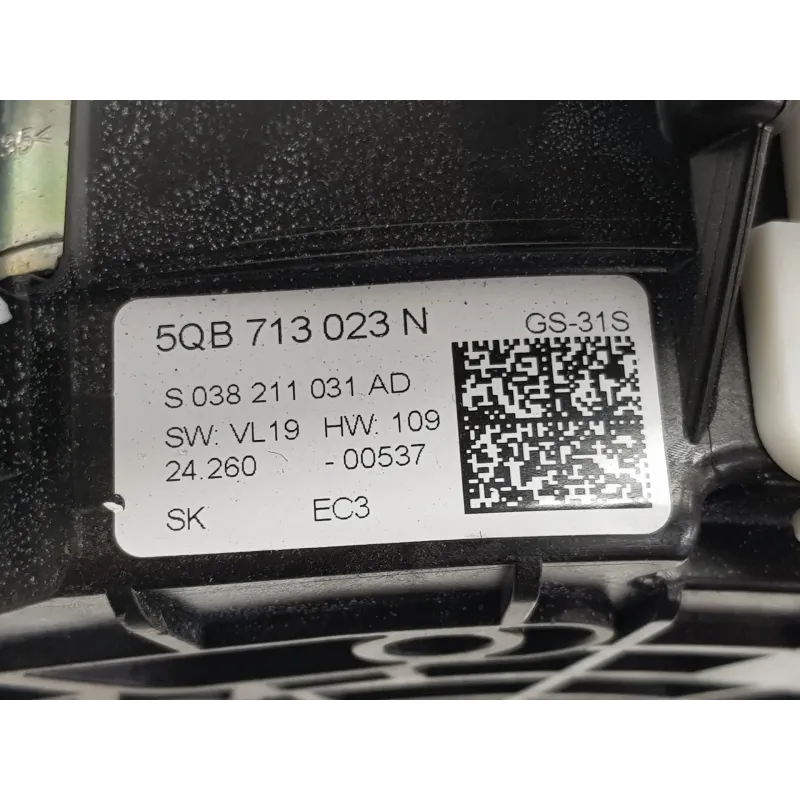 5QB 713 023 N
GS-31S
S 038 211 031 AD
SW: VL19 HW: 109
24.260 - 00537
SK EC3